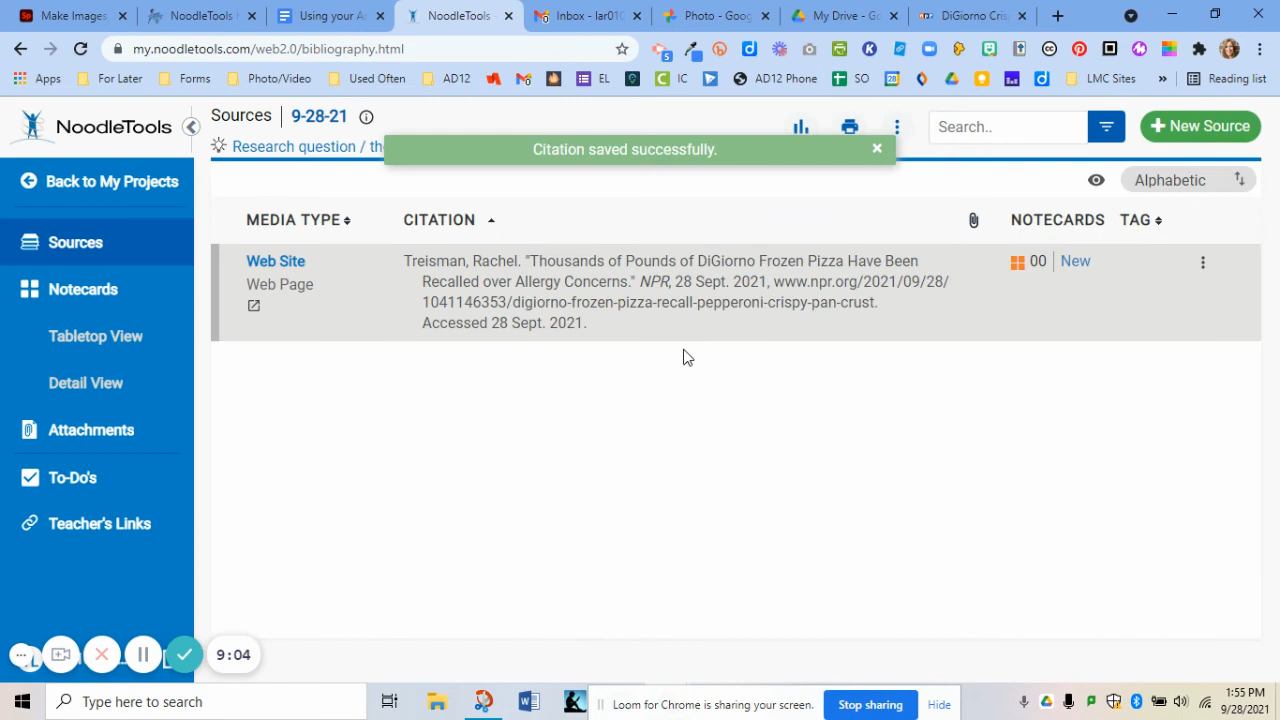 Make Images
NoodleTools H
Using your A
NoodleTools -
Inbox - lar010
Photo - Goog
My Drive - Go
DiGiorno Cris
my.noodletools.com/web2.0/bibliography.html
5
Apps
For Later
Forms
Photo/Video
Used Often
AD12
EL
IC
AD12 Phone
SO
LMC Sites
»
Reading list
NoodleTools
Sources 9-28-21
Research question / the
Citation saved successfully.
Search..
+ New Source
Alphabetic
Back to My Projects
Sources
Notecards
Tabletop View
Detail View
Attachments
To-Do's
Teacher's Links
MEDIA TYPE
CITATION
NOTECARDS
TAG
Web Site
Web Page
Treisman, Rachel. "Thousands of Pounds of DiGiorno Frozen Pizza Have Been
Recalled over Allergy Concerns." NPR, 28 Sept. 2021, www.npr.org/2021/09/28/
1041146353/digiorno-frozen-pizza-recall-pepperoni-crispy-pan-crust.
Accessed 28 Sept. 2021.
00 New
9:04
Type here to search
Loom for Chrome is sharing your screen.
Stop sharing
Hide
1:55 PM
9/28/2021